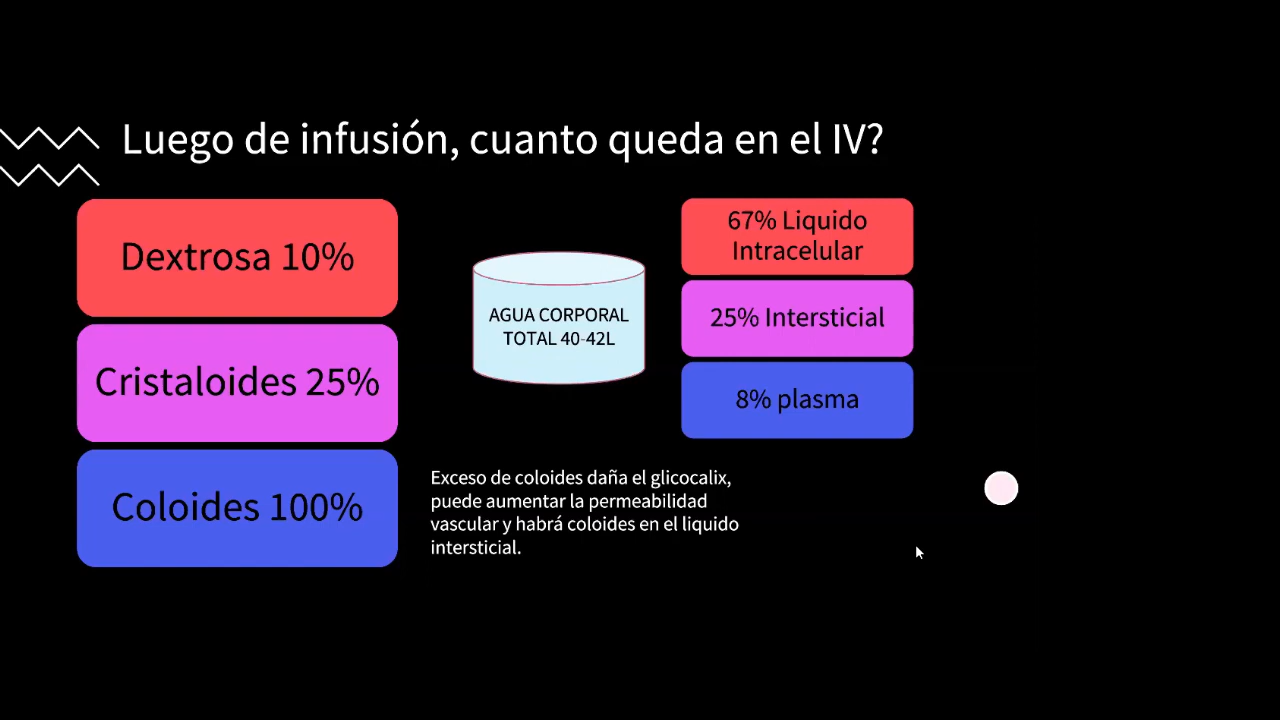 Luego de infusión, cuanto queda en el IV?
Dextrosa 10%
Cristaloides 25%
Coloides 100%
AGUA CORPORAL
TOTAL 40-42L
67% Liquido
Intracelular
25% Intersticial
8% plasma
Exceso de coloides daña el glicocalix,
puede aumentar la permeabilidad
vascular y habrá coloides en el liquido
intersticial.